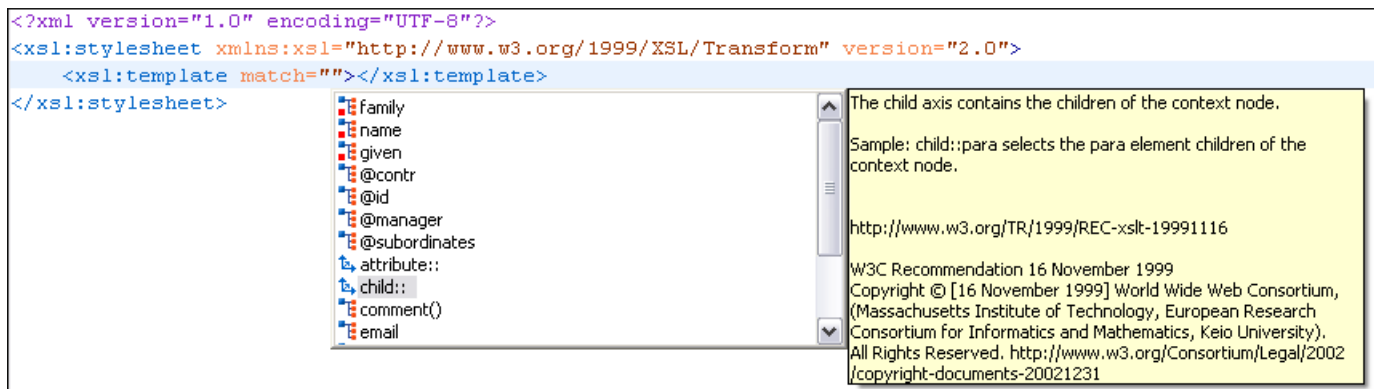 <?xml version="1.0" encoding="UTF-8"?>
<xsl:stylesheet xmlns:xsl="http://www.w3.org/1999/XSL/Transform" version="2.0">
<xsl:template match=""></xsl:template>
</xsl:stylesheet>
family
name
given
@contr
@id
@manager
@subordinates
attribute::
child::
comment()
email
The child axis contains the children of the context node.
Sample: child::para selects the para element children of the
context node.
http://www.w3.org/TR/1999/REC-xslt-19991116
W3C Recommendation 16 November 1999
Copyright © [16 November 1999] World Wide Web Consortium,
(Massachusetts Institute of Technology, European Research
Consortium for Informatics and Mathematics, Keio University).
All Rights Reserved. http://www.w3.org/Consortium/Legal/2002
/copyright-documents-20021231